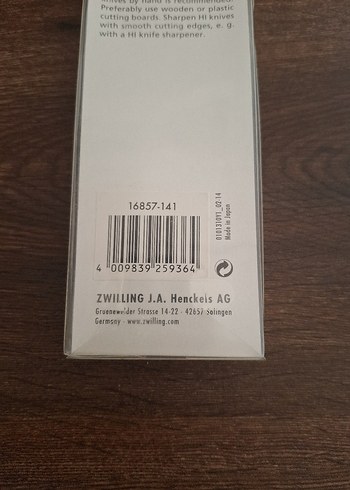 knives by hand is recommended.
Preferably use wooden or plastic
cutting boards. Sharpen HI knives
with smooth cutting edges, e. g.
with a HI knife sharpener.
16857-141
4 009839 259364
010131011_02-14
Made in Japan
ZWILLING J.A. Henckels AG
Gruenewalder Strasse 14-22 · 42657 Solingen
Germany · www.zwilling.com